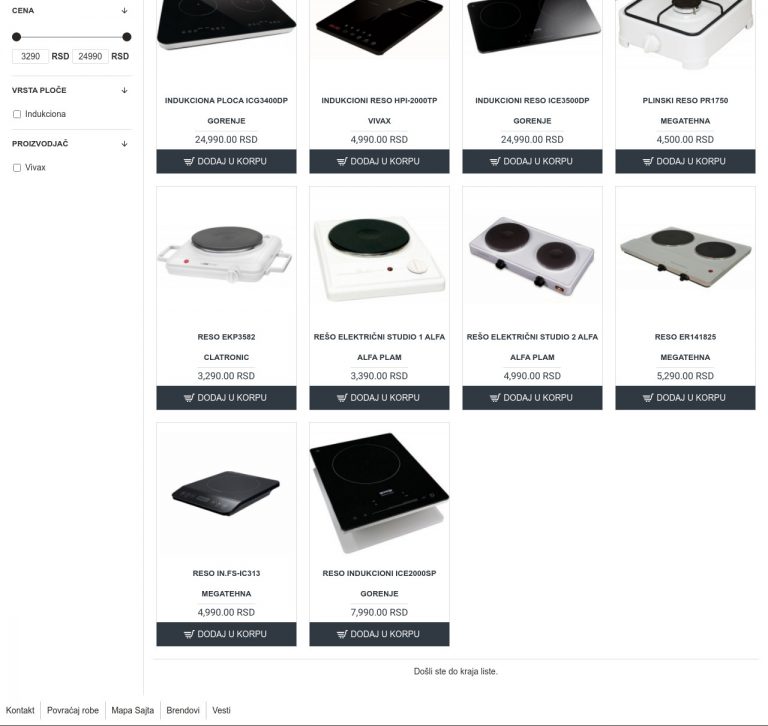 CENA
3290 RSD 24990 RSD
VRSTA PLOČE
Indukciona
PROIZVODJAČ
Vivax
INDUKCIONA PLOCA ICG3400DP
GORENJE
24,990.00 RSD
DODAJ U KORPU
INDUKCIONI RESO HPI-2000TP
VIVAX
4,990.00 RSD
DODAJ U KORPU
INDUKCIONI RESO ICE3500DP
GORENJE
24,990.00 RSD
DODAJ U KORPU
PLINSKI RESO PR1750
MEGATEHNA
4,500.00 RSD
DODAJ U KORPU
RESO EKP3582
CLATRONIC
3,290.00 RSD
DODAJ U KORPU
REŠO ELEKTRIČNI STUDIO 1 ALFA
ALFA PLAM
3,390.00 RSD
DODAJ U KORPU
REŠO ELEKTRIČNI STUDIO 2 ALFA
ALFA PLAM
4,990.00 RSD
DODAJ U KORPU
RESO ER141825
MEGATEHNA
5,290.00 RSD
DODAJ U KORPU
RESO IN.FS-IC313
MEGATEHNA
4,990.00 RSD
DODAJ U KORPU
RESO INDUKCIONI ICE2000SP
GORENJE
7,990.00 RSD
DODAJ U KORPU
Došli ste do kraja liste.
Kontakt
Povraćaj robe
Mapa Sajta
Brendovi
Vesti